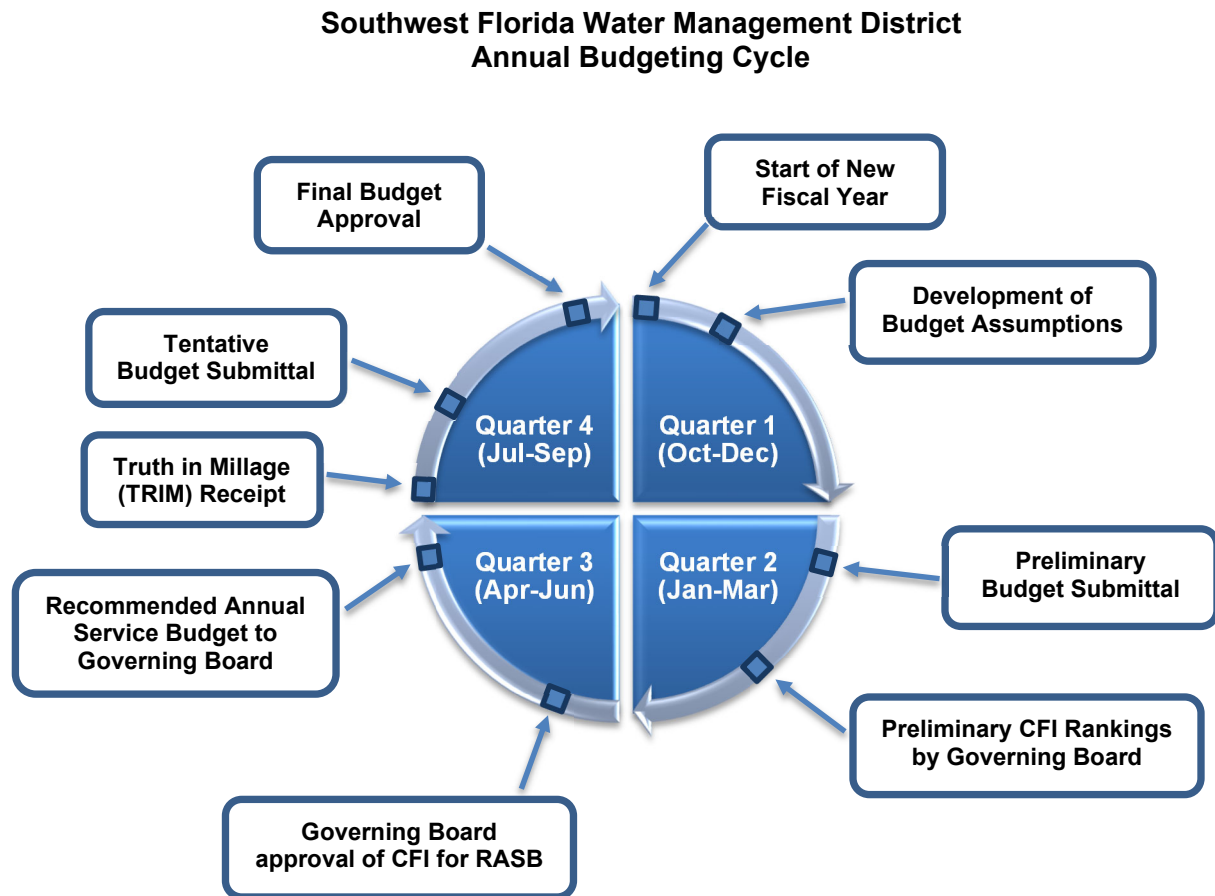 Southwest Florida Water Management District
Annual Budgeting Cycle
Start of New
Fiscal Year
Development of
Budget Assumptions
Quarter 1
(Oct-Dec)
Preliminary
Budget Submittal
Preliminary CFI Rankings
by Governing Board
Quarter 2
(Jan-Mar)
Governing Board
approval of CFI for RASB
Recommended Annual
Service Budget to
Governing Board
Quarter 3
(Apr-Jun)
Truth in Millage
(TRIM) Receipt
Tentative
Budget Submittal
Final Budget
Approval
Quarter 4
(Jul-Sep)